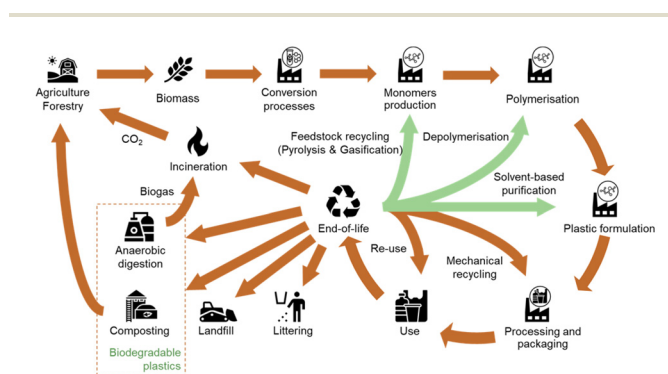 Agriculture
Forestry
Biomass
Conversion
processes
Monomers
production
Polymerisation
CO2
Incineration
Feedstock recycling
(Pyrolysis & Gasification)
Depolymerisation
Solvent-based
purification
Biogas
Anaerobic
digestion
End-of-life
Plastic formulation
Re-use
Mechanical
recycling
Composting
Landfill
Littering
Use
Processing and
packaging
Biodegradable
plastics